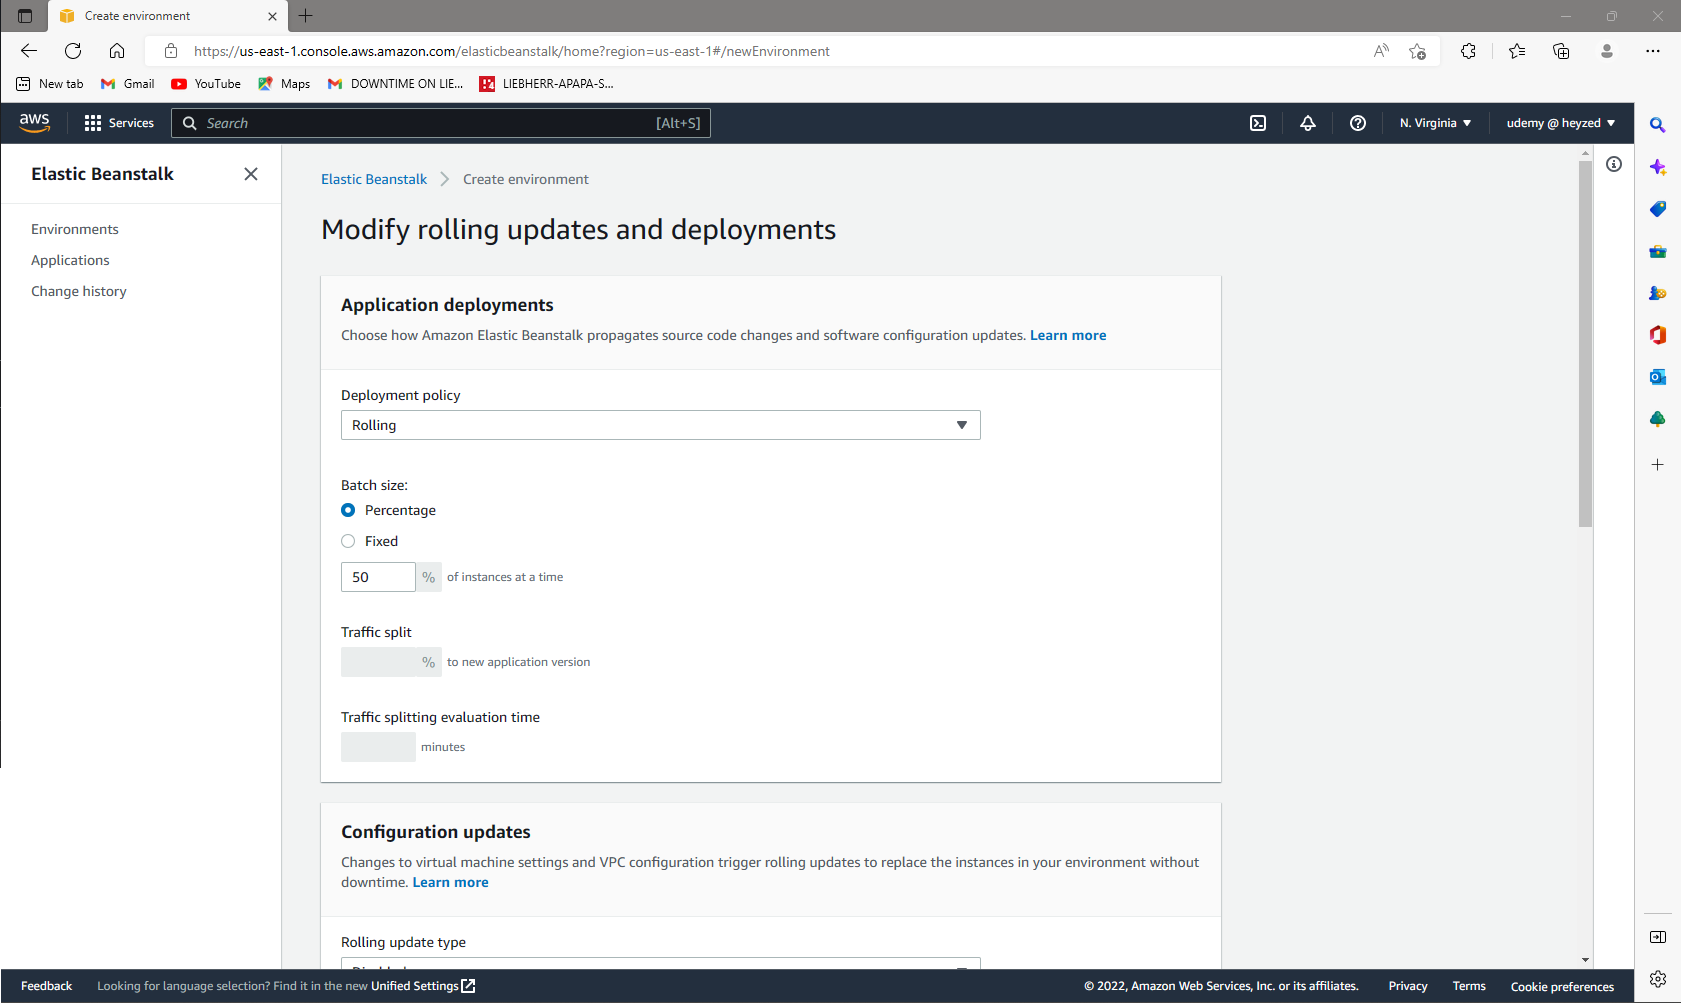 Create environment
https://us-east-1.console.aws.amazon.com/elasticbeanstalk/home?region=us-east-1#/newEnvironment
New tab
Gmail
YouTube
Maps
DOWNTIME ON LIE...
LIEBHERR-APAPA-S...
aws
Services
Search
[Alt+S]
N. Virginia
udemy @ heyzed
Elastic Beanstalk
Environments
Applications
Change history
Elastic Beanstalk
Create environment
Modify rolling updates and deployments
Application deployments
Choose how Amazon Elastic Beanstalk propagates source code changes and software configuration updates. Learn more
Deployment policy
Rolling
Batch size:
Percentage
Fixed
50 % of instances at a time
Traffic split
% to new application version
Traffic splitting evaluation time
minutes
Configuration updates
Changes to virtual machine settings and VPC configuration trigger rolling updates to replace the instances in your environment without
downtime. Learn more
Rolling update type
Feedback
Looking for language selection? Find it in the new Unified Settings
© 2022, Amazon Web Services, Inc. or its affiliates.
Privacy
Terms
Cookie preferences